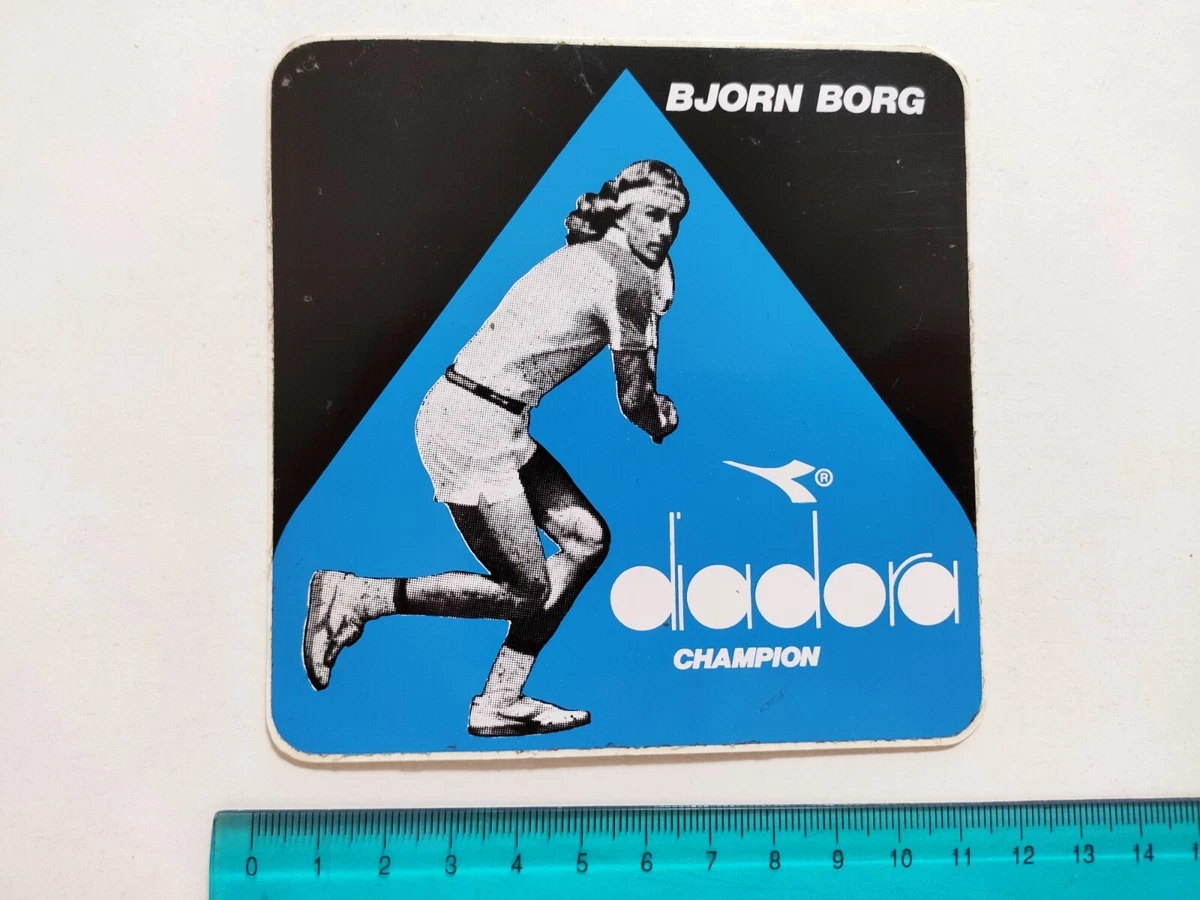 BJORN BORG
®
diadora
CHAMPION
0 1 2 3 4 5 6 7 8 9 10 11 12 13 14